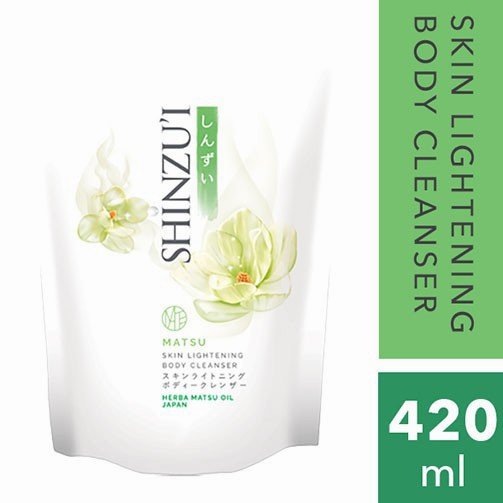 SHINZU'I
しんずい
MATSU
SKIN LIGHTENING
BODY CLEANSER
スキンライトニング
ボディークレンザー
HERBA MATSU OIL
JAPAN
SKIN LIGHTENING
BODY CLEANSER
420
ml